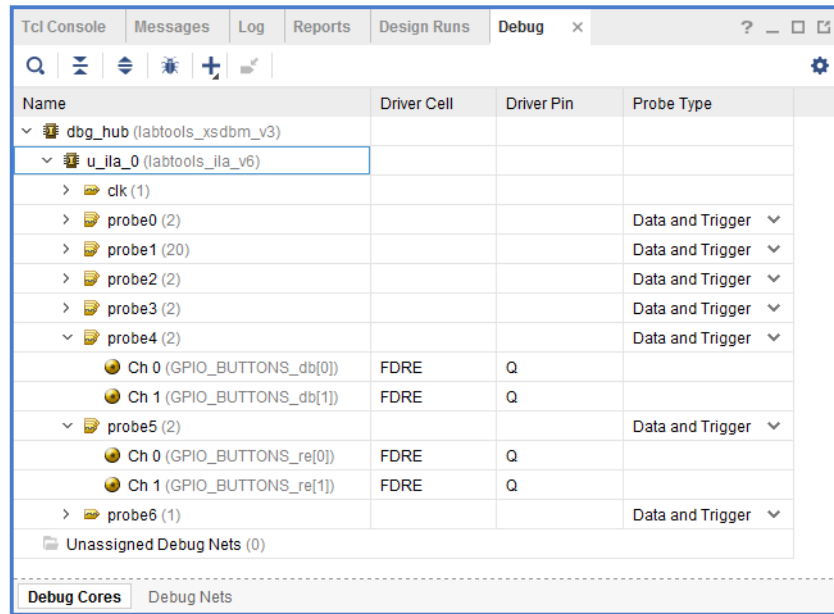 Tcl Console Messages Log Reports Design Runs Debug × ? _
Name Driver Cell Driver Pin Probe Type
dbg_hub (labtools_xsdbm_v3)
u_ila_0 (labtools_ila_v6)
clk (1)
probe0 (2) Data and Trigger
probe1 (20) Data and Trigger
probe2 (2) Data and Trigger
probe3 (2) Data and Trigger
probe4 (2) Data and Trigger
Ch 0 (GPIO_BUTTONS_db[0]) FDRE Q
Ch 1 (GPIO_BUTTONS_db[1]) FDRE Q
probe5 (2) Data and Trigger
Ch 0 (GPIO_BUTTONS_re[0]) FDRE Q
Ch 1 (GPIO_BUTTONS_re[1]) FDRE Q
probe6 (1) Data and Trigger
Unassigned Debug Nets (0)
Debug Cores Debug Nets